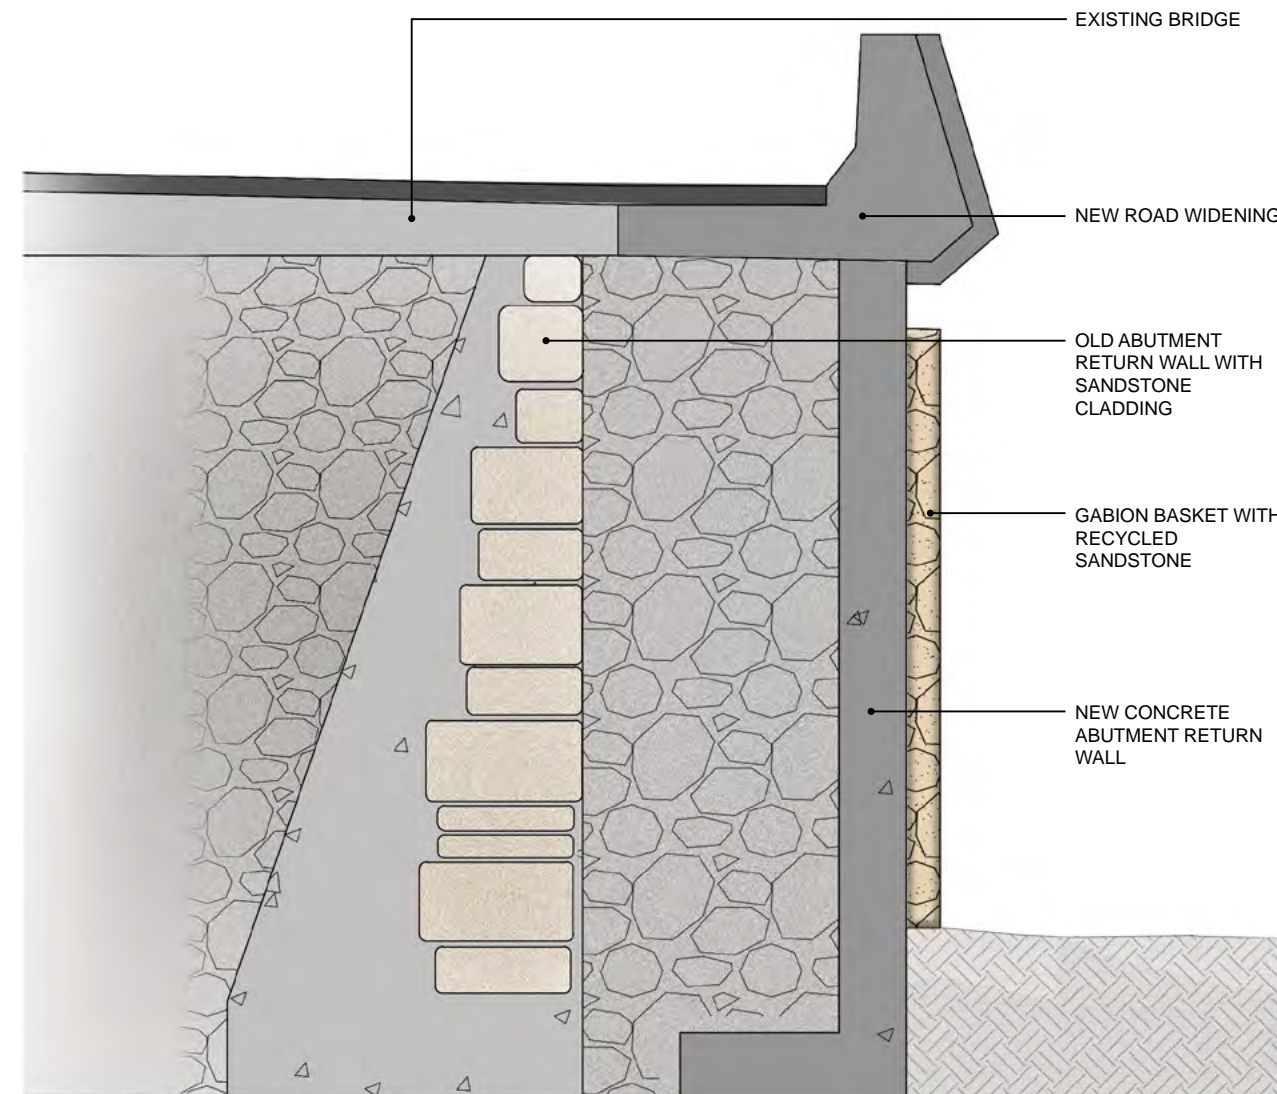 EXISTING BRIDGE
NEW ROAD WIDENING
OLD ABUTMENT
RETURN WALL WITH
SANDSTONE
CLADDING
GABION BASKET WITH
RECYCLED
SANDSTONE
NEW CONCRETE
ABUTMENT RETURN
WALL